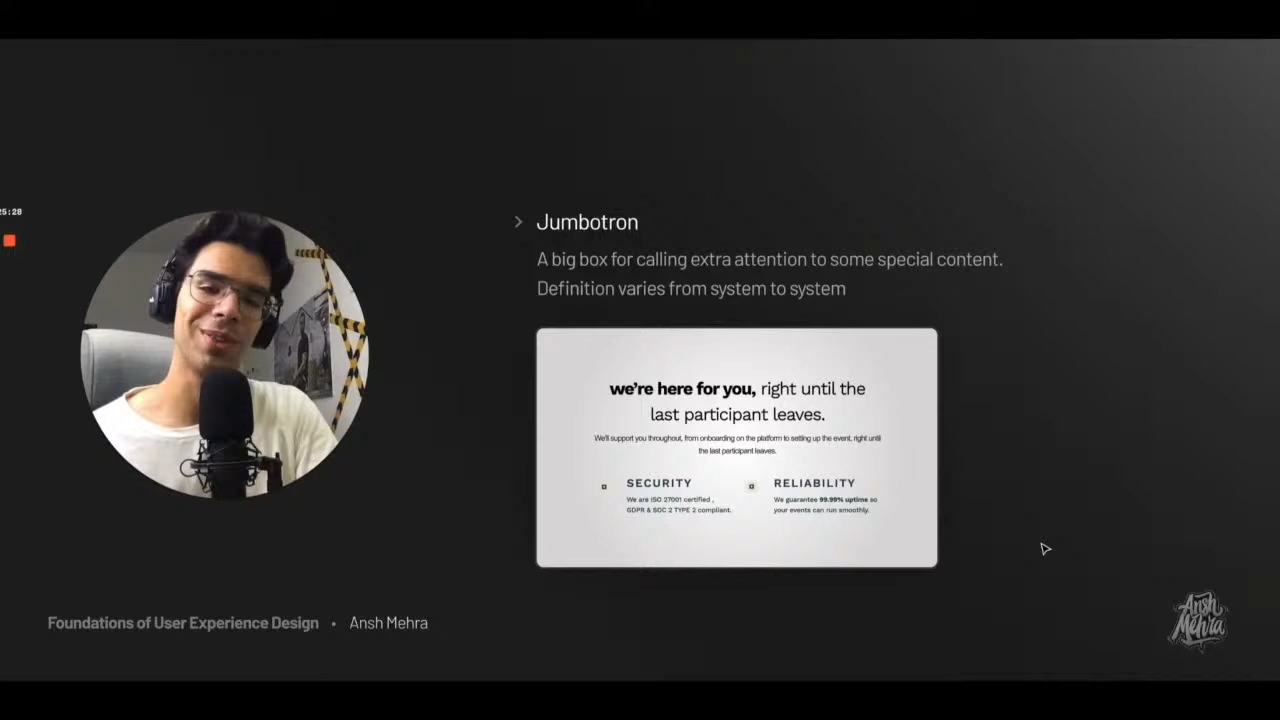 5:28
Jumbotron
A big box for calling extra attention to some special content.
Definition varies from system to system
we're here for you, right until the
last participant leaves.
We'll support you throughout, from onboarding on the platform to setting up the event, right until
the last participant leaves.
SECURITY
We are ISO 27001 certified ,
GDPR & SOC 2 TYPE 2 compliant.
RELIABILITY
We guarantee 99.99% uptime so
your events can run smoothly.
Foundations of User Experience Design • Ansh Mehra
Ansh
Mehra